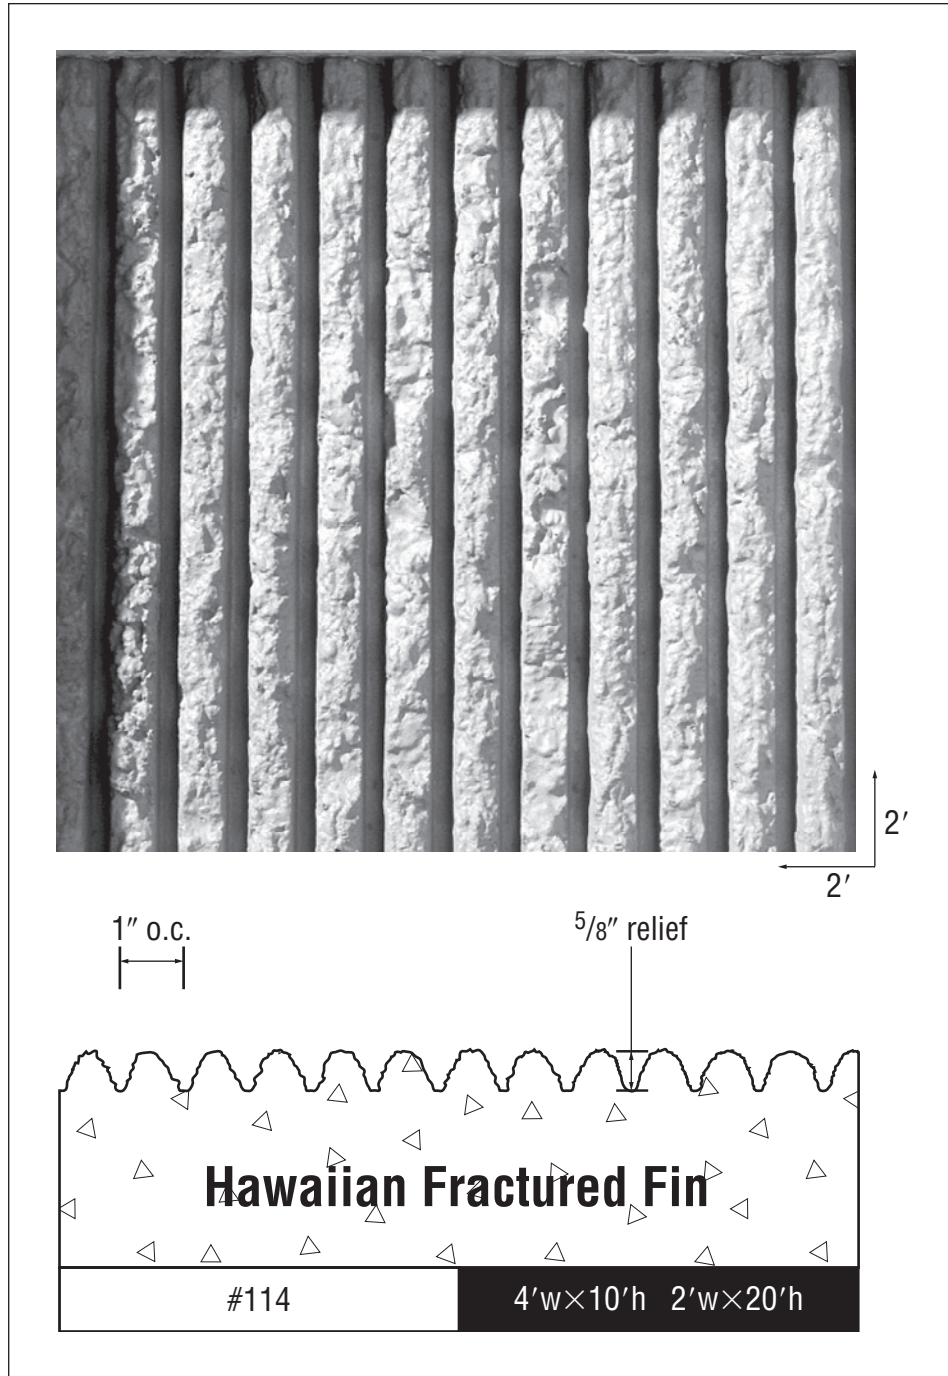 2′
2′
1″ o.c.
5/8″ relief
Hawaiian Fractured Fin
#114
4′w×10′h 2′w×20′h